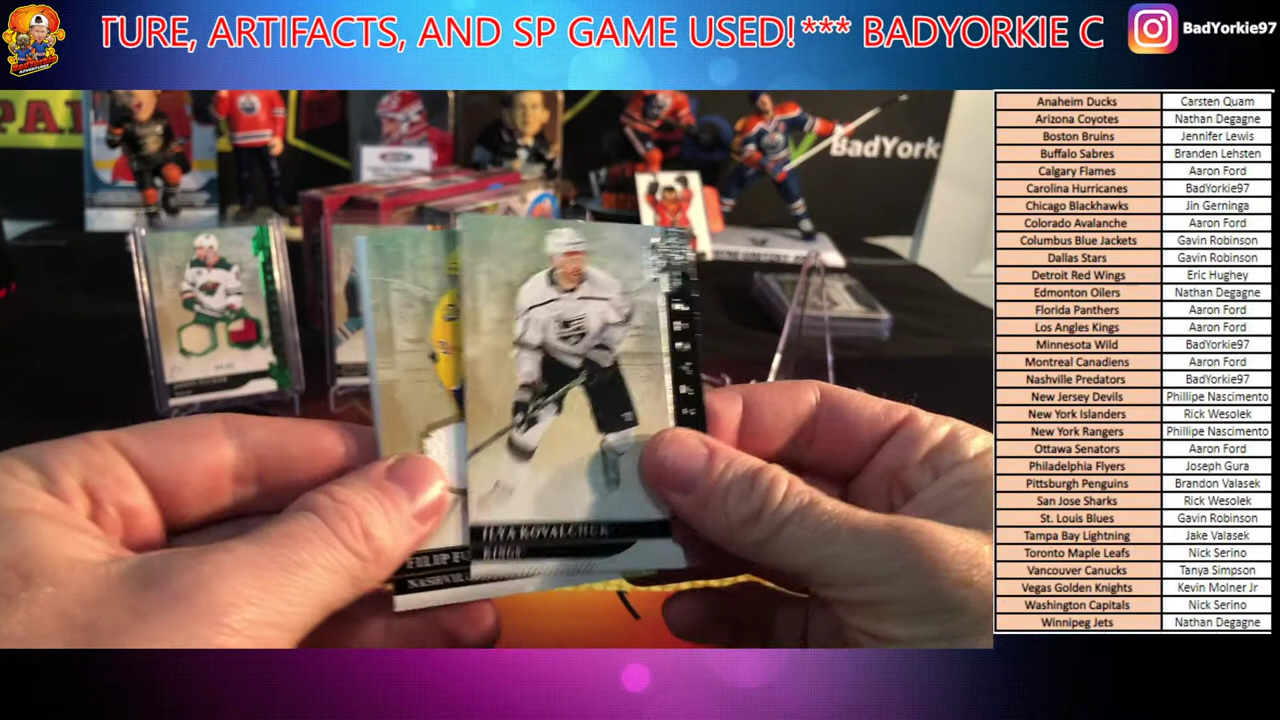 TURE, ARTIFACTS, AND SP GAME USED!*** BADYORKIE C
BadYorkie97
BadYork
Anaheim Ducks Carsten Quam
Arizona Coyotes Nathan Degagne
Boston Bruins Jennifer Lewis
Buffalo Sabres Branden Lehsten
Calgary Flames Aaron Ford
Carolina Hurricanes BadYorkie97
Chicago Blackhawks Jin Gerninga
Colorado Avalanche Aaron Ford
Columbus Blue Jackets Gavin Robinson
Dallas Stars Gavin Robinson
Detroit Red Wings Eric Hughey
Edmonton Oilers Nathan Degagne
Florida Panthers Aaron Ford
Los Angeles Kings Aaron Ford
Minnesota Wild BadYorkie97
Montreal Canadiens Aaron Ford
Nashville Predators BadYorkie97
New Jersey Devils Phillipe Nascimento
New York Islanders Rick Wesolek
New York Rangers Phillipe Nascimento
Ottawa Senators Aaron Ford
Philadelphia Flyers Joseph Gura
Pittsburgh Penguins Brandon Valasek
San Jose Sharks Rick Wesolek
St. Louis Blues Gavin Robinson
Tampa Bay Lightning Jake Valasek
Toronto Maple Leafs Nick Serino
Vancouver Canucks Tanya Simpson
Vegas Golden Knights Kevin Molner Jr
Washington Capitals Nick Serino
Winnipeg Jets Nathan Degagne
ILYA KOVALCHUK
KINGS
FILIP F
NASHVIL